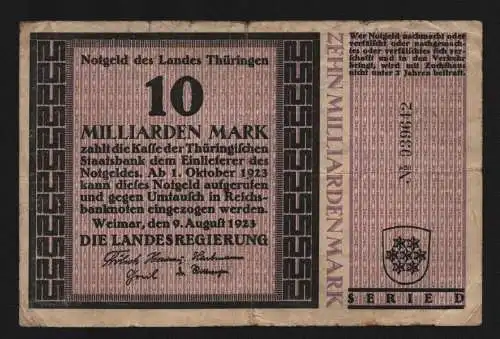 Notgeld des Landes Thüringen
10
MILLIARDEN MARK
zahlt die Kasse der Thüringischen
Staatsbank dem Einlieferer des
Notgeldes. Ab 1. Oktober 1923
kann dieses Notgeld aufgerufen
und gegen Umtausch in Reichs-
banknoten eingezogen werden.
Weimar, den 9. August 1923
DIE LANDESREGIERUNG
ZEHN MILLIARDEN MARK
Wer Notgeld nachmacht oder
verfälscht oder nachgemach-
tes oder verfälschtes sich ver-
schafft und in den Verkehr
bringt, wird mit Zuchthaus
nicht unter 2 Jahren bestraft.
№ 039642
SERIE D